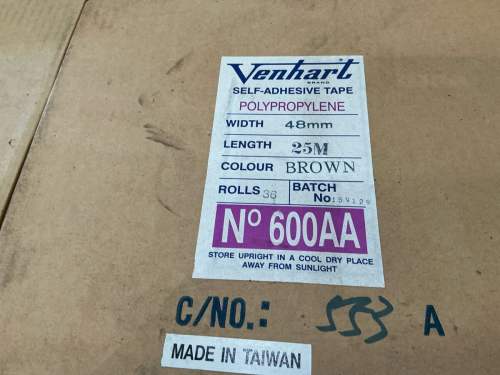 Venhart
BRAND
SELF-ADHESIVE TAPE
POLYPROPYLENE
WIDTH 48mm
LENGTH 25M
COLOUR BROWN
ROLLS 36 BATCH
No:
Nº 600AA
STORE UPRIGHT IN A COOL DRY PLACE
AWAY FROM SUNLIGHT
C/NO.: 553 A
MADE IN TAIWAN